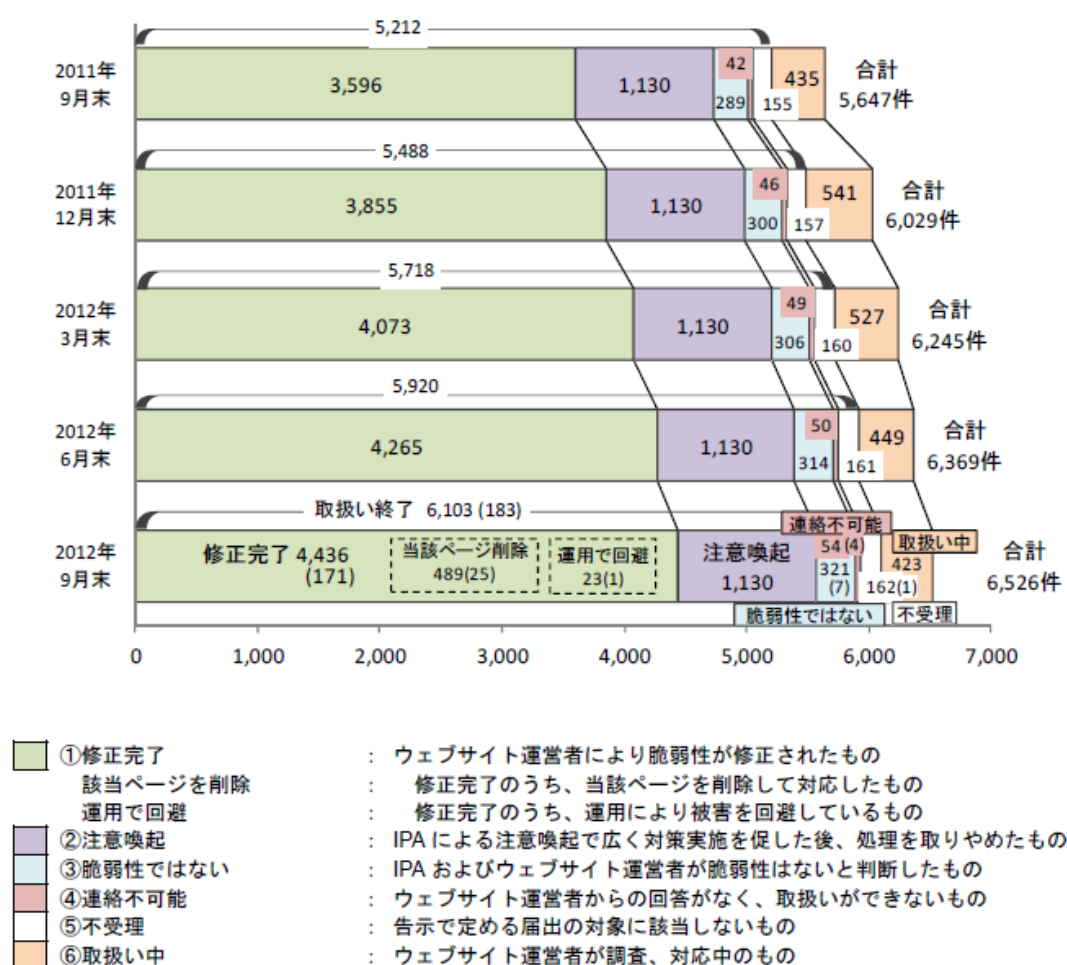 5,212
2011年
9月末
3,596
1,130
289
42
155
435
合計
5,647件
5,488
2011年
12月末
3,855
1,130
300
46
157
541
合計
6,029件
5,718
2012年
3月末
4,073
1,130
306
49
160
527
合計
6,245件
5,920
2012年
6月末
4,265
1,130
314
50
161
449
合計
6,369件
取扱い終了 6,103 (183)
2012年
9月末
修正完了 4,436
(171)
当該ページ削除
489(25)
運用で回避
23(1)
注意喚起
1,130
321
(7)
連絡不可能
54(4)
162(1)
取扱い中
423
合計
6,526件
脆弱性ではない
不受理
0 1,000 2,000 3,000 4,000 5,000 6,000 7,000
①修正完了 : ウェブサイト運営者により脆弱性が修正されたもの
該当ページを削除 : 修正完了のうち、当該ページを削除して対応したもの
運用で回避 : 修正完了のうち、運用により被害を回避しているもの
②注意喚起 : IPA による注意喚起で広く対策実施を促した後、処理を取りやめたもの
③脆弱性ではない : IPA およびウェブサイト運営者が脆弱性はないと判断したもの
④連絡不可能 : ウェブサイト運営者からの回答がなく、取扱いができないもの
⑤不受理 : 告示で定める届出の対象に該当しないもの
⑥取扱い中 : ウェブサイト運営者が調査、対応中のもの